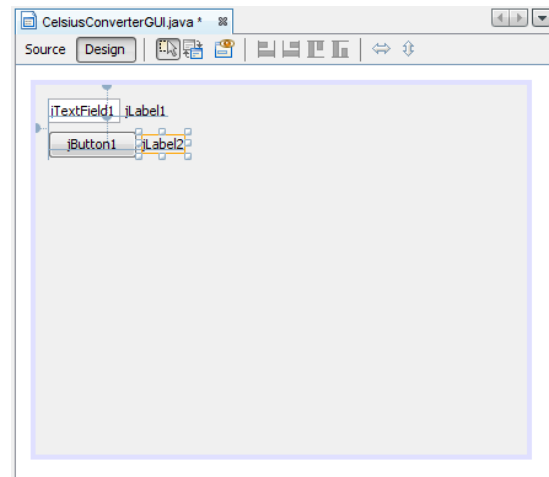 CelsiusConverterGUI.java *
Source Design
jTextField1 jLabel1
jButton1 jLabel2